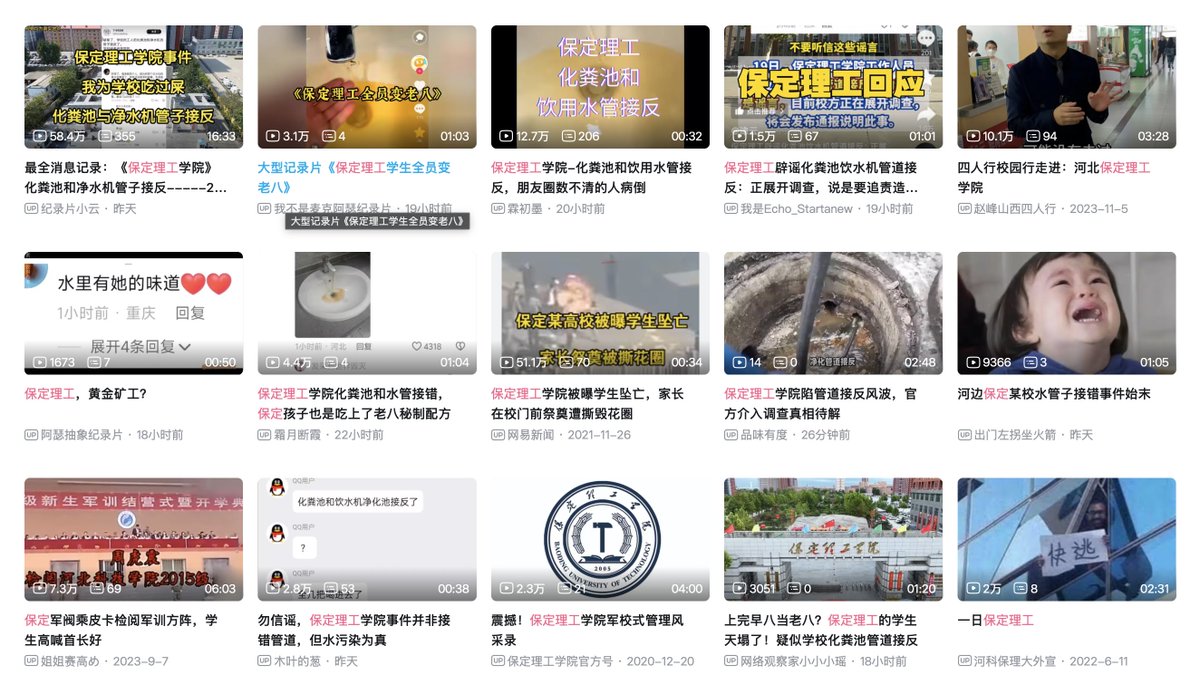 保定理工学院事件
我为学校吃过屎
化粪池与净水机管子接反
58.4万 355 16:33
最全消息记录：《保定理工学院》
化粪池和净水机管子接反-----2...
UP 纪录片小云 · 昨天
《保定理工全员变老八》
3.1万 4 01:03
大型记录片《保定理工学生全员变
老八》
UP 我不是麦克阿瑟纪录片 · 19小时前
大型记录片《保定理工学生全员变老八》
保定理工
化粪池和
饮用水管接反
12.7万 206 00:32
保定理工学院-化粪池和饮用水管接
反，朋友圈数不清的人病倒
UP 霖初墨 · 20小时前
不要听信这些谣言
19日，保定理工学院工作人员
保定理工回应
目前校方正在展开调查，
将会发布通报说明此事。
1.5万 67 01:01
保定理工辟谣化粪池饮水机管道接
反：正展开调查，说是要追责造...
UP 我是Echo_Startanew · 19小时前
10.1万 94 03:28
四人行校园行走进：河北保定理工
学院
UP 赵峰山西四人行 · 2023-11-5
水里有她的味道❤️❤️
1小时前 · 重庆 回复
展开4条回复
1673 7 00:50
保定理工，黄金矿工？
UP 阿瑟抽象纪录片 · 18小时前
1小时前 · 河北 回复 4318
4.4万 4 01:04
保定理工学院化粪池和水管接错，
保定孩子也是吃上了老八秘制配方
UP 霜月断霞 · 22小时前
保定某高校被曝学生坠亡
家长祭奠被撕花圈
51.1万 70 00:34
保定理工学院被曝学生坠亡，家长
在校门前祭奠遭撕毁花圈
UP 网易新闻 · 2021-11-26
净化管道接反
14 0 02:48
保定理工学院陷管道接反风波，官
方介入调查真相待解
UP 品味有度 · 26分钟前
9366 3 01:05
河边保定某校水管子接错事件始末
UP 出门左拐坐火箭 · 昨天
级新生军训结营式暨开学典
周虎震
检阅河北科技学院2015级
7.3万 69 06:03
保定军阀乘皮卡检阅军训方阵，学
生高喊首长好
UP 姐姐赛高め · 2023-9-7
QQ用户
化粪池和饮水机净化池接反了
QQ用户
？
QQ用户
2.8万 53 00:38
勿信谣，保定理工学院事件并非接
错管道，但水污染为真
UP 木叶的葱 · 昨天
保定理工学院
2005
BAODING UNIVERSITY OF TECHNOLOGY
2.3万 21 04:00
震撼！保定理工学院军校式管理风
采录
UP 保定理工学院官方号 · 2020-12-20
保定理工学院
3051 0 01:20
上完早八当老八？保定理工的学生
天塌了！疑似学校化粪池管道接反
UP 网络观察家小小小瑶 · 18小时前
快逃
2万 8 02:31
一日保定理工
UP 河科保理大外宣 · 2022-6-11